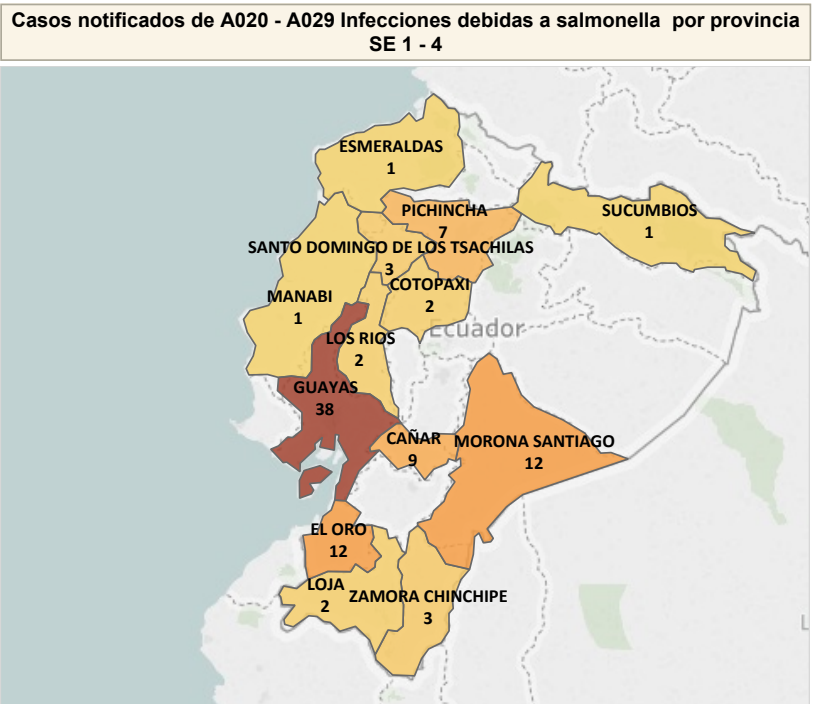 Casos notificados de A020 - A029 Infecciones debidas a salmonella por provincia
SE 1 - 4
ESMERALDAS
1
PICHINCHA
7
SUCUMBIOS
1
SANTO DOMINGO DE LOS TSACHILAS
3
COTOPAXI
2
MANABI
1
Ecuador
LOS RIOS
2
GUAYAS
38
CAÑAR
9
MORONA SANTIAGO
12
EL ORO
12
LOJA
2
ZAMORA CHINCHIPE
3
L